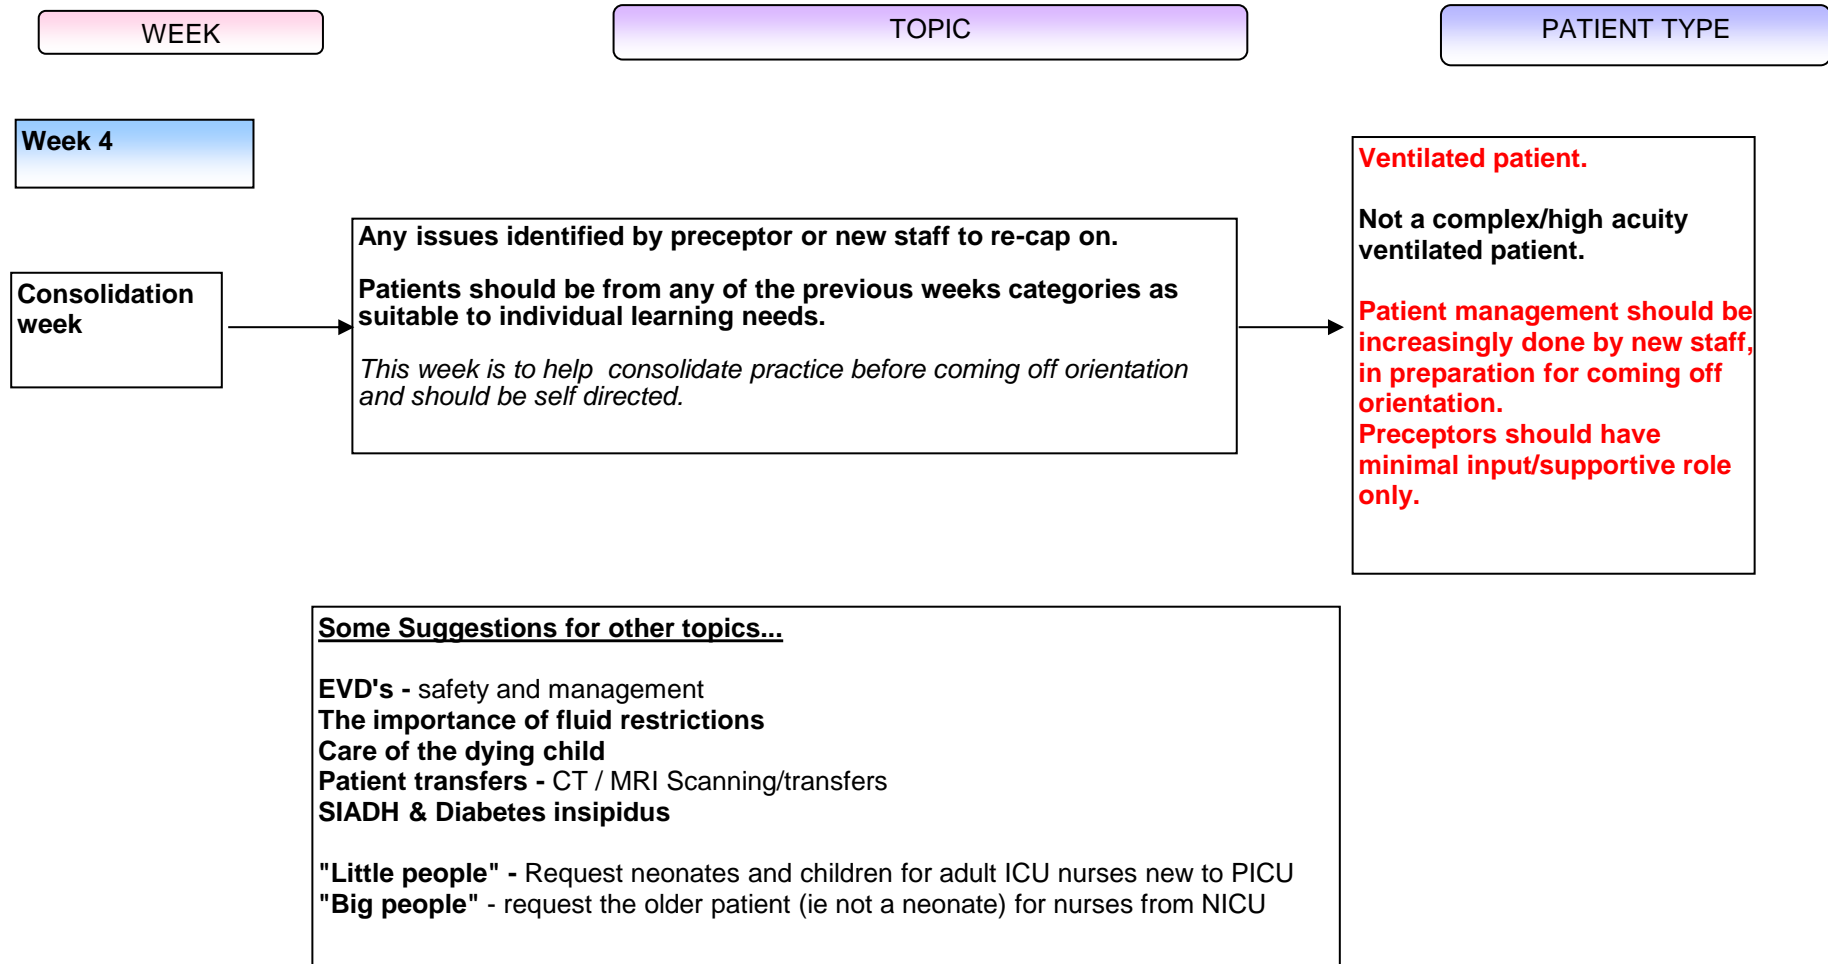 WEEK
TOPIC
PATIENT TYPE
Week 4
Consolidation
week
Any issues identified by preceptor or new staff to re-cap on.
Patients should be from any of the previous weeks categories as
suitable to individual learning needs.
This week is to help  consolidate practice before coming off orientation
and should be self directed.
Ventilated patient.
Not a complex/high acuity
ventilated patient.
Patient management should be
increasingly done by new staff,
in preparation for coming off
orientation.
Preceptors should have
minimal input/supportive role
only.
Some Suggestions for other topics...
EVD's - safety and management
The importance of fluid restrictions
Care of the dying child
Patient transfers - CT / MRI Scanning/transfers
SIADH & Diabetes insipidus
"Little people" - Request neonates and children for adult ICU nurses new to PICU
"Big people" - request the older patient (ie not a neonate) for nurses from NICU